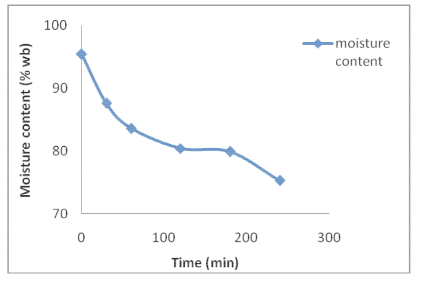 100
90
80
70
Moisture content (% wb)
0 100 200 300
Time (min)
moisture
content